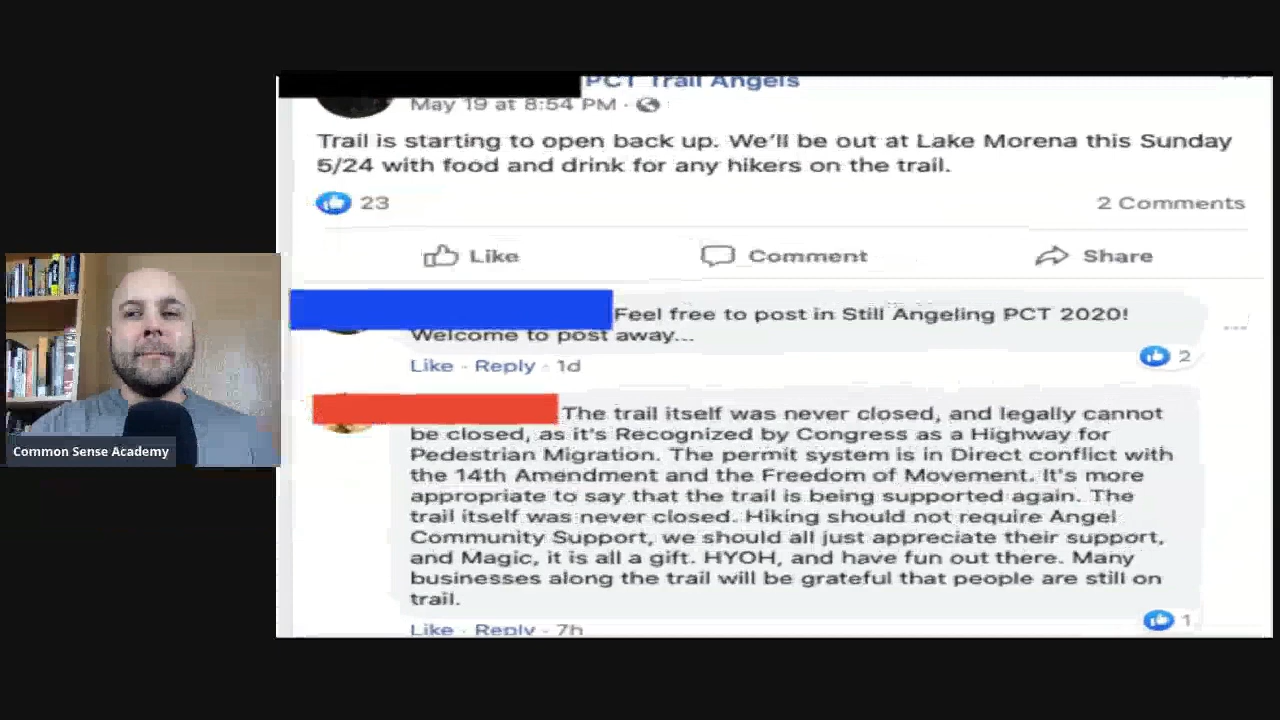 PCT Trail Angels
May 19 at 8:54 PM ·
Trail is starting to open back up. We'll be out at Lake Morena this Sunday
5/24 with food and drink for any hikers on the trail.
23
2 Comments
Like
Comment
Share
Feel free to post in Still Angeling PCT 2020!
Welcome to post away...
2
Like · Reply · 1d
The trail itself was never closed, and legally cannot
be closed, as it's Recognized by Congress as a Highway for
Pedestrian Migration. The permit system is in Direct conflict with
the 14th Amendment and the Freedom of Movement. It's more
appropriate to say that the trail is being supported again. The
trail itself was never closed. Hiking should not require Angel
Community Support, we should all just appreciate their support,
and Magic, it is all a gift. HYOH, and have fun out there. Many
businesses along the trail will be grateful that people are still on
trail.
1
Like · Reply · 7h
Common Sense Academy